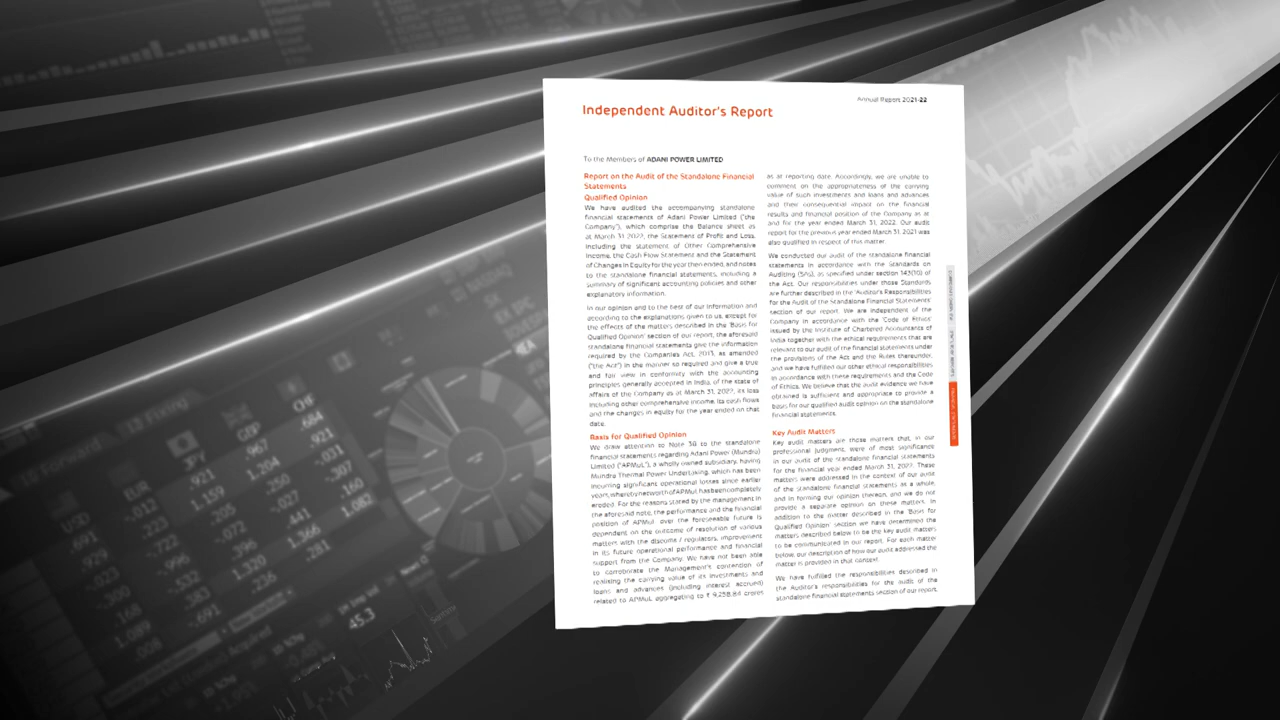 Annual Report 2021-22
Independent Auditor's Report
To the Members of ADANI POWER LIMITED
Report on the Audit of the Standalone Financial
Statements
Qualified Opinion
We have audited the accompanying standalone
financial statements of Adani Power Limited ("the
Company"), which comprise the Balance sheet as
at March 31 2022, the Statement of Profit and Loss,
including the statement of Other Comprehensive
Income, the Cash Flow Statement and the Statement
of Changes in Equity for the year then ended, and notes
to the standalone financial statements, including a
summary of significant accounting policies and other
explanatory information.
In our opinion and to the best of our information and
according to the explanations given to us, except for
the effects of the matters described in the 'Basis for
Qualified Opinion' section of our report, the aforesaid
standalone financial statements give the information
required by the Companies Act, 2013, as amended
("the Act") in the manner so required and give a true
and fair view in conformity with the accounting
principles generally accepted in India, of the state of
affairs of the Company as at March 31, 2022, its loss
including other comprehensive income, its cash flows
and the changes in equity for the year ended on that
date.
Basis for Qualified Opinion
We draw attention to Note 38 to the standalone
financial statements regarding Adani Power (Mundra)
Limited ("APMuL"), a wholly owned subsidiary, having
Mundra Thermal Power Undertaking, which has been
incurring significant operational losses since earlier
years, whereby networth of APMuL has been completely
eroded. For the reasons stated by the management in
the aforesaid note, the performance and the financial
position of APMuL over the foreseeable future is
dependent on the outcome of resolution of various
matters with the discoms / regulators, improvement
in its future operational performance and financial
support from the Company. We have not been able
to corroborate the Management's contention of
realising the carrying value of its investments and
loans and advances (including interest accrued)
related to APMuL aggregating to ₹ 9,258.84 crores
as at reporting date. Accordingly, we are unable to
comment on the appropriateness of the carrying
value of such investments and loans and advances
and their consequential impact on the financial
results and financial position of the Company as at
and for the year ended March 31, 2022. Our audit
report for the previous year ended March 31, 2021 was
also qualified in respect of this matter.
We conducted our audit of the standalone financial
statements in accordance with the Standards on
Auditing (SAs), as specified under section 143(10) of
the Act. Our responsibilities under those Standards
are further described in the 'Auditor's Responsibilities
for the Audit of the Standalone Financial Statements'
section of our report. We are independent of the
Company in accordance with the 'Code of Ethics'
issued by the Institute of Chartered Accountants of
India together with the ethical requirements that are
relevant to our audit of the financial statements under
the provisions of the Act and the Rules thereunder,
and we have fulfilled our other ethical responsibilities
in accordance with these requirements and the Code
of Ethics. We believe that the audit evidence we have
obtained is sufficient and appropriate to provide a
basis for our qualified audit opinion on the standalone
financial statements.
Key Audit Matters
Key audit matters are those matters that, in our
professional judgment, were of most significance
in our audit of the standalone financial statements
for the financial year ended March 31, 2022. These
matters were addressed in the context of our audit
of the standalone financial statements as a whole,
and in forming our opinion thereon, and we do not
provide a separate opinion on these matters. In
addition to the matter described in the 'Basis for
Qualified Opinion' section we have determined the
matters described below to be the key audit matters
to be communicated in our report. For each matter
below, our description of how our audit addressed the
matter is provided in that context.
We have fulfilled the responsibilities described in
the Auditor's responsibilities for the audit of the
standalone financial statements section of our report,
45.3